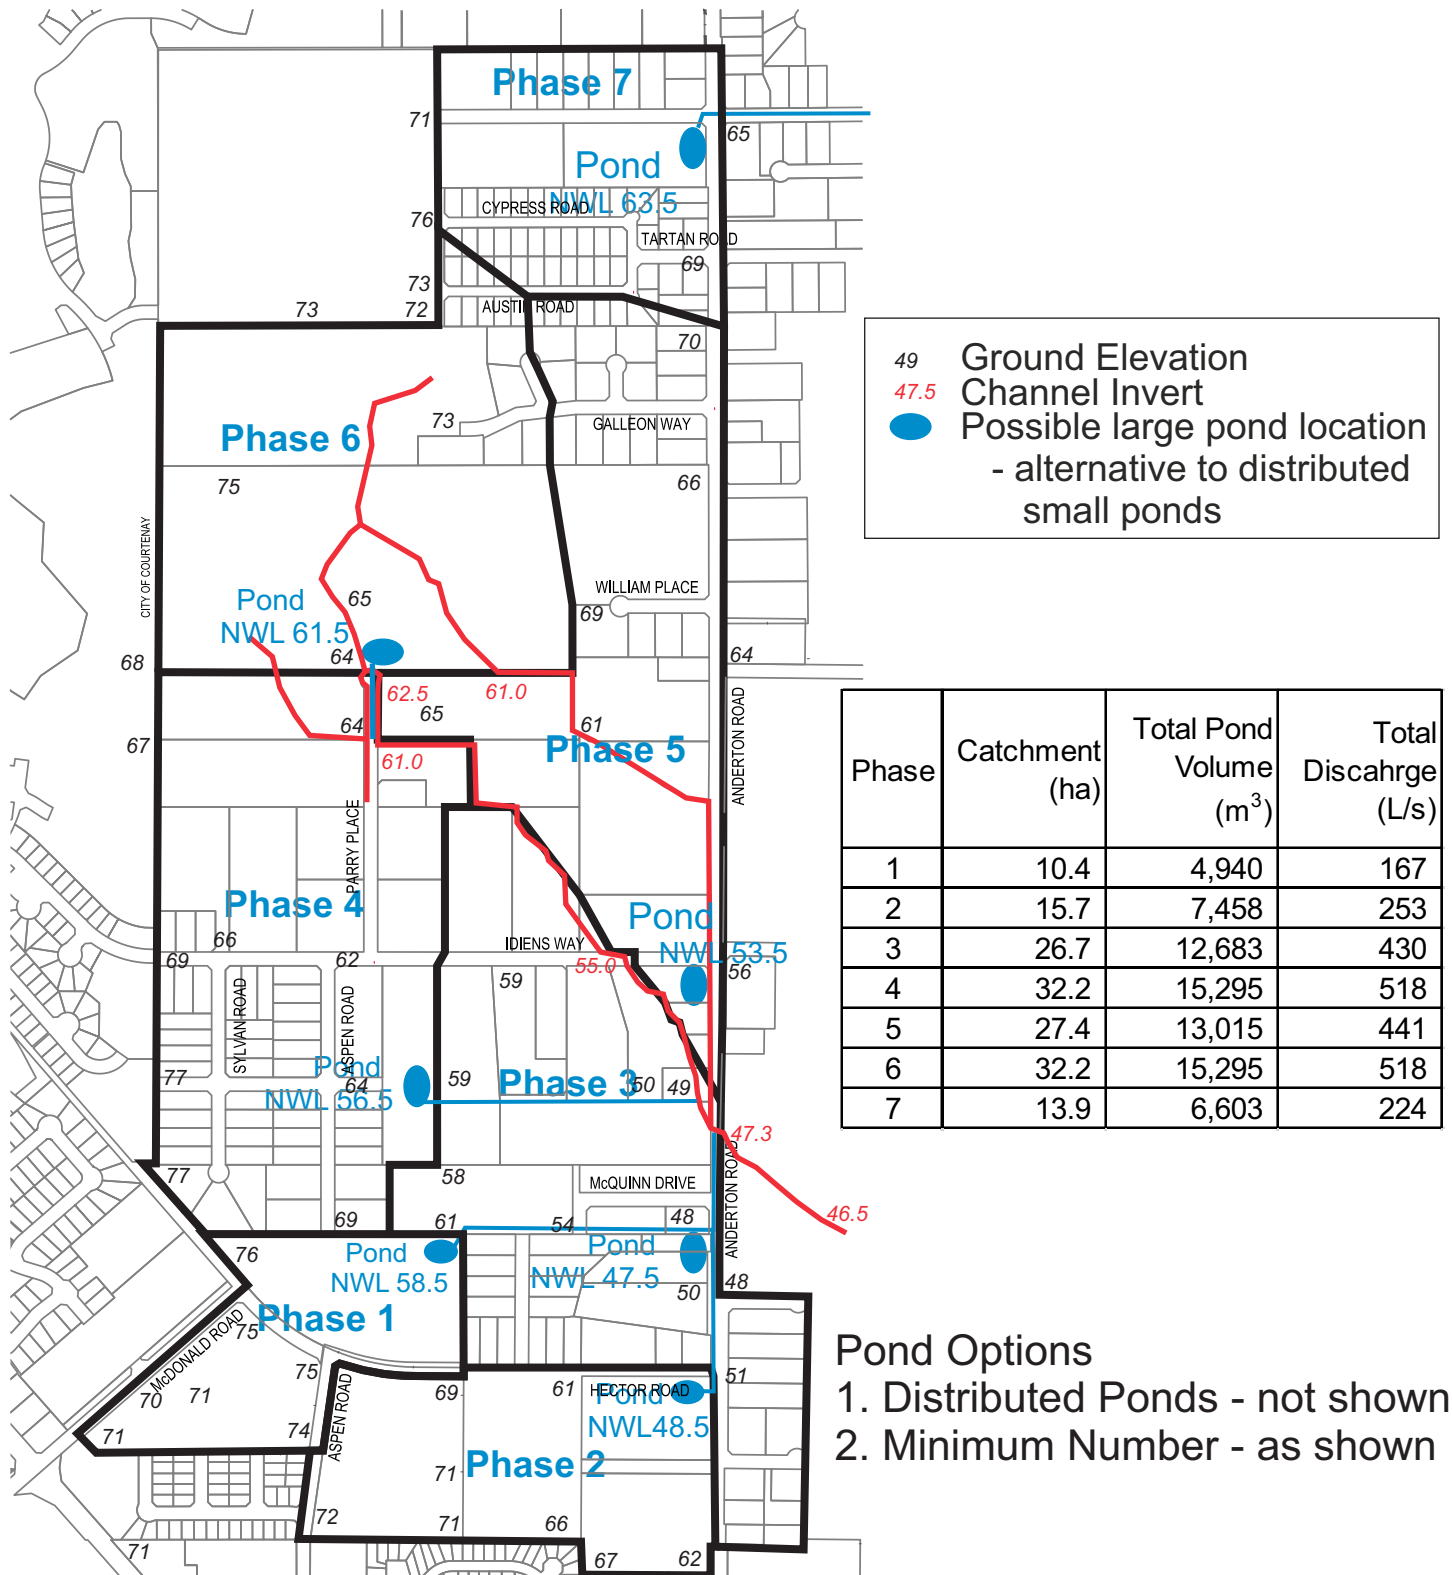 Phase 7
71
65
Pond
NWL 63.5
CYPRESS ROAD
76
TARTAN ROAD
69
73
73
72
AUSTIN ROAD
70
49 Ground Elevation
47.5 Channel Invert
Possible large pond location
- alternative to distributed
small ponds
73
GALLEON WAY
Phase 6
75
66
CITY OF COURTENAY
WILLIAM PLACE
Pond
65
NWL 61.5
69
64
68
64
62.5
61.0
65
64
61
67
Phase 5
61.0
ANDERTON ROAD
PARRY PLACE
Phase Catchment (ha) Total Pond Volume (m3) Total Discahrge (L/s)
1 10.4 4,940 167
2 15.7 7,458 253
3 26.7 12,683 430
4 32.2 15,295 518
5 27.4 13,015 441
6 32.2 15,295 518
7 13.9 6,603 224
Phase 4
Pond
66
IDIENS WAY
NWL 53.5
69
62
55.0
59
56
SYLVAN ROAD
ASPEN ROAD
Pond
77
64
59
Phase 3
50
49
NWL 56.5
47.3
77
58
McQUINN DRIVE
ANDERTON ROAD
69
61
54
48
46.5
76
Pond
NWL 58.5
Pond
NWL 47.5
50
48
Phase 1
McDONALD ROAD
75
75
70
71
69
61
HECTOR ROAD
51
Pond
NWL48.5
71
74
ASPEN ROAD
71
Phase 2
72
71
66
71
67
62
Pond Options
1. Distributed Ponds - not shown
2. Minimum Number - as shown